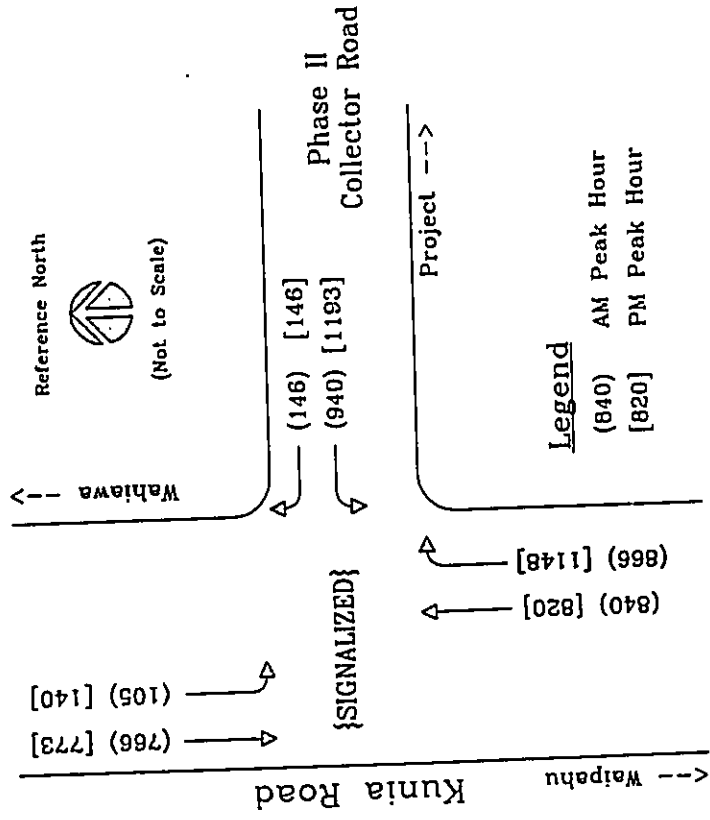 Reference North
(Not to Scale)
<-- Wahiawa
Phase II
Collector Road
(146) [146]
(940) [1193]
Project -->
(105) [140]
(766) [773]
{SIGNALIZED}
(866) [1148]
(840) [820]
Kunia Road
<-- Waipahu
Legend
(840) AM Peak Hour
[820] PM Peak Hour